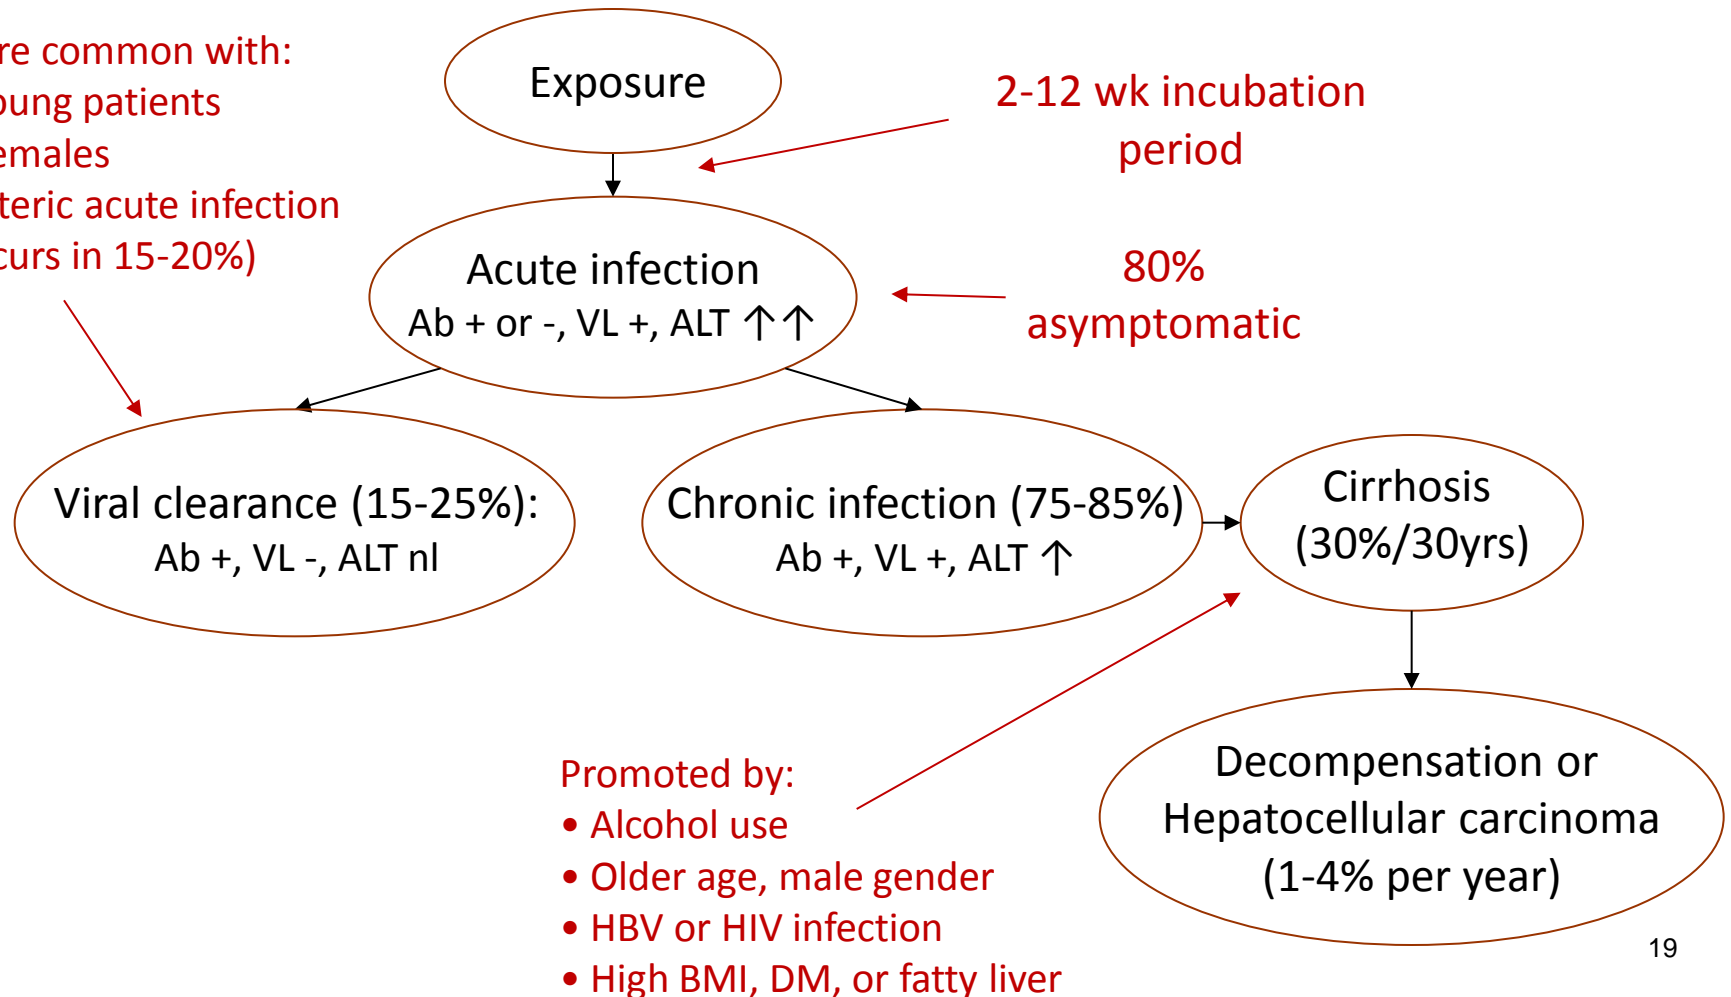 re common with:
oung patients
emales
teric acute infection
curs in 15-20%)
Exposure
2-12 wk incubation
period
Acute infection
Ab + or -, VL +, ALT ↑↑
80%
asymptomatic
Viral clearance (15-25%):
Ab +, VL -, ALT nl
Chronic infection (75-85%)
Ab +, VL +, ALT ↑
Cirrhosis
(30%/30yrs)
Promoted by:
• Alcohol use
• Older age, male gender
• HBV or HIV infection
• High BMI, DM, or fatty liver
Decompensation or
Hepatocellular carcinoma
(1-4% per year)
19